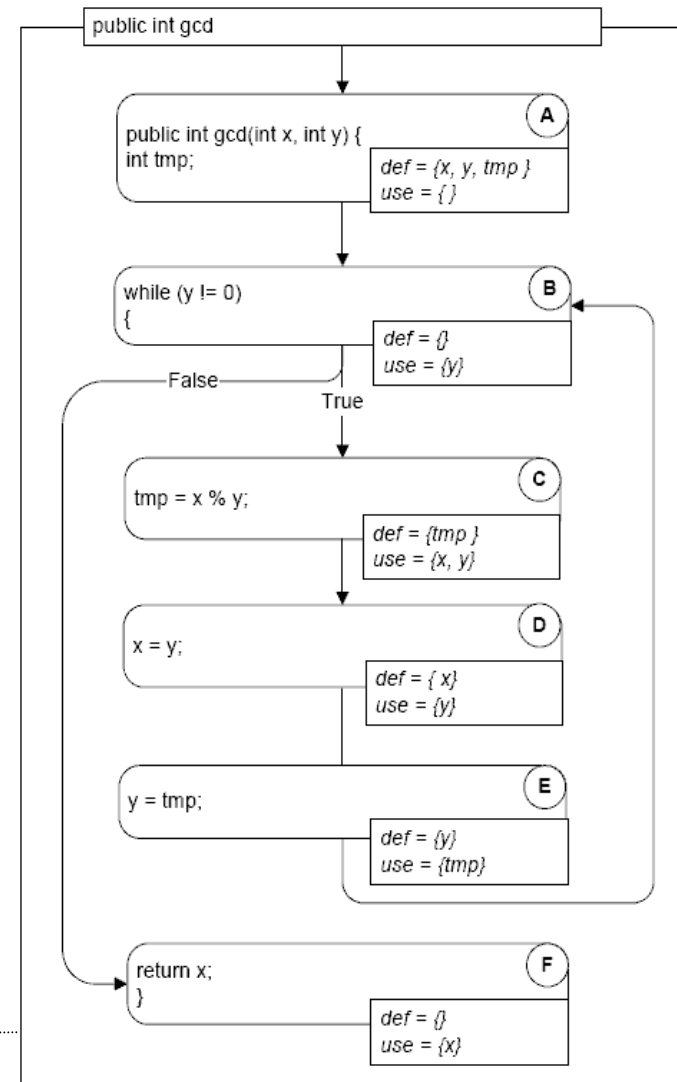 public int gcd
A
public int gcd(int x, int y) {
int tmp;
def = {x, y, tmp }
use = { }
B
while (y != 0)
{
def = {}
use = {y}
False
True
C
tmp = x % y;
def = {tmp }
use = {x, y}
D
x = y;
def = { x}
use = {y}
E
y = tmp;
def = {y}
use = {tmp}
F
return x;
}
def = {}
use = {x}